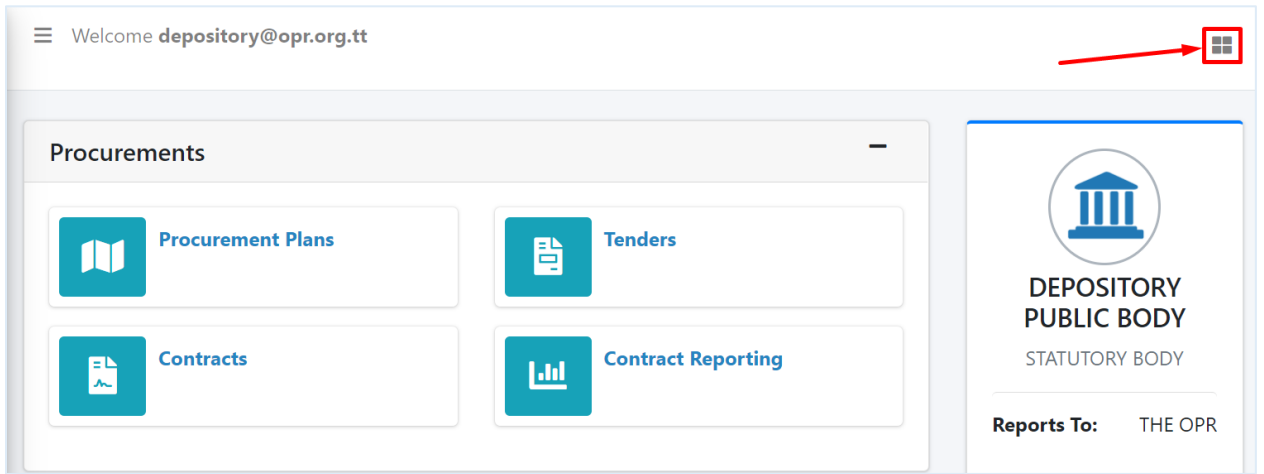 Welcome depository@opr.org.tt
Procurements
Procurement Plans
Tenders
Contracts
Contract Reporting
DEPOSITORY
PUBLIC BODY
STATUTORY BODY
Reports To: THE OPR